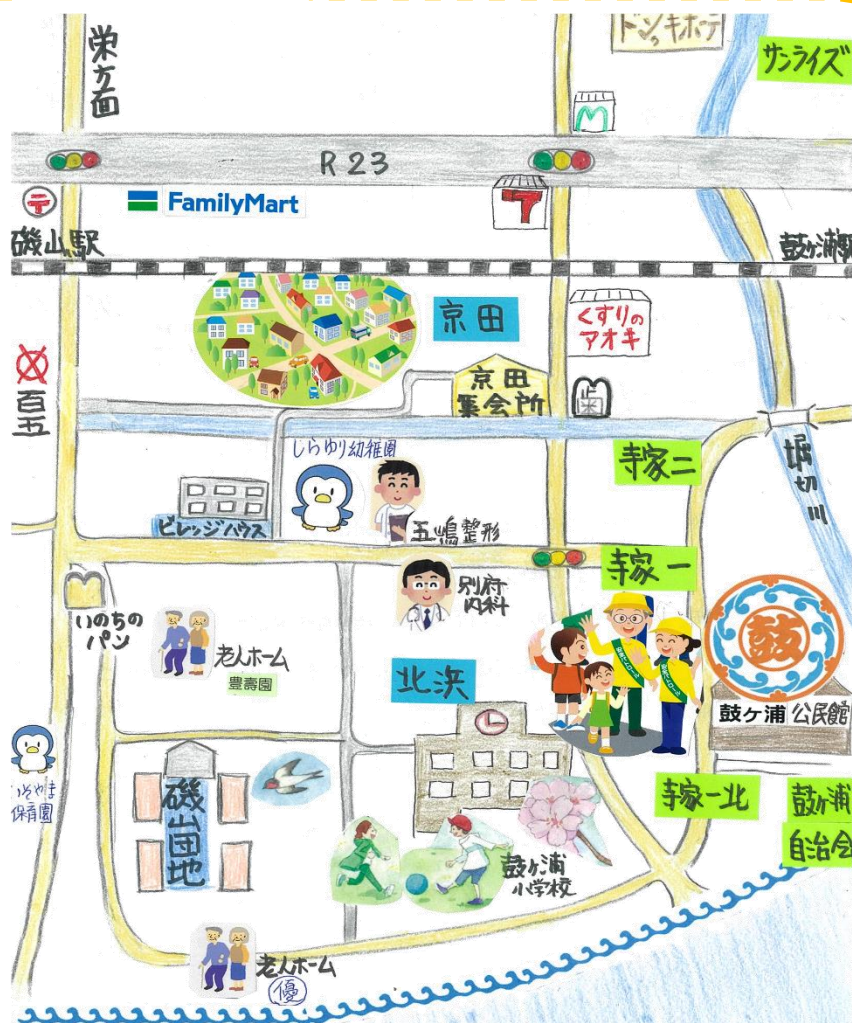 栄方面
ドンキホーテ
サンライズ
M
R 23
〒
FamilyMart
磯山駅
鼓ヶ浦駅
京田
くすりの
アオキ
京田
集会所
歯
百五
しらゆり幼稚園
寺家二
堀切川
ビレッジハウス
五嶋整形
寺家一
別府
内科
いのちの
パン
老人ホーム
豊壽園
北浜
鼓
鼓ヶ浦 公民館
いそやま
保育園
磯山団地
寺家一北
鼓ヶ浦
自治会
鼓ヶ浦
小学校
老人ホーム
優